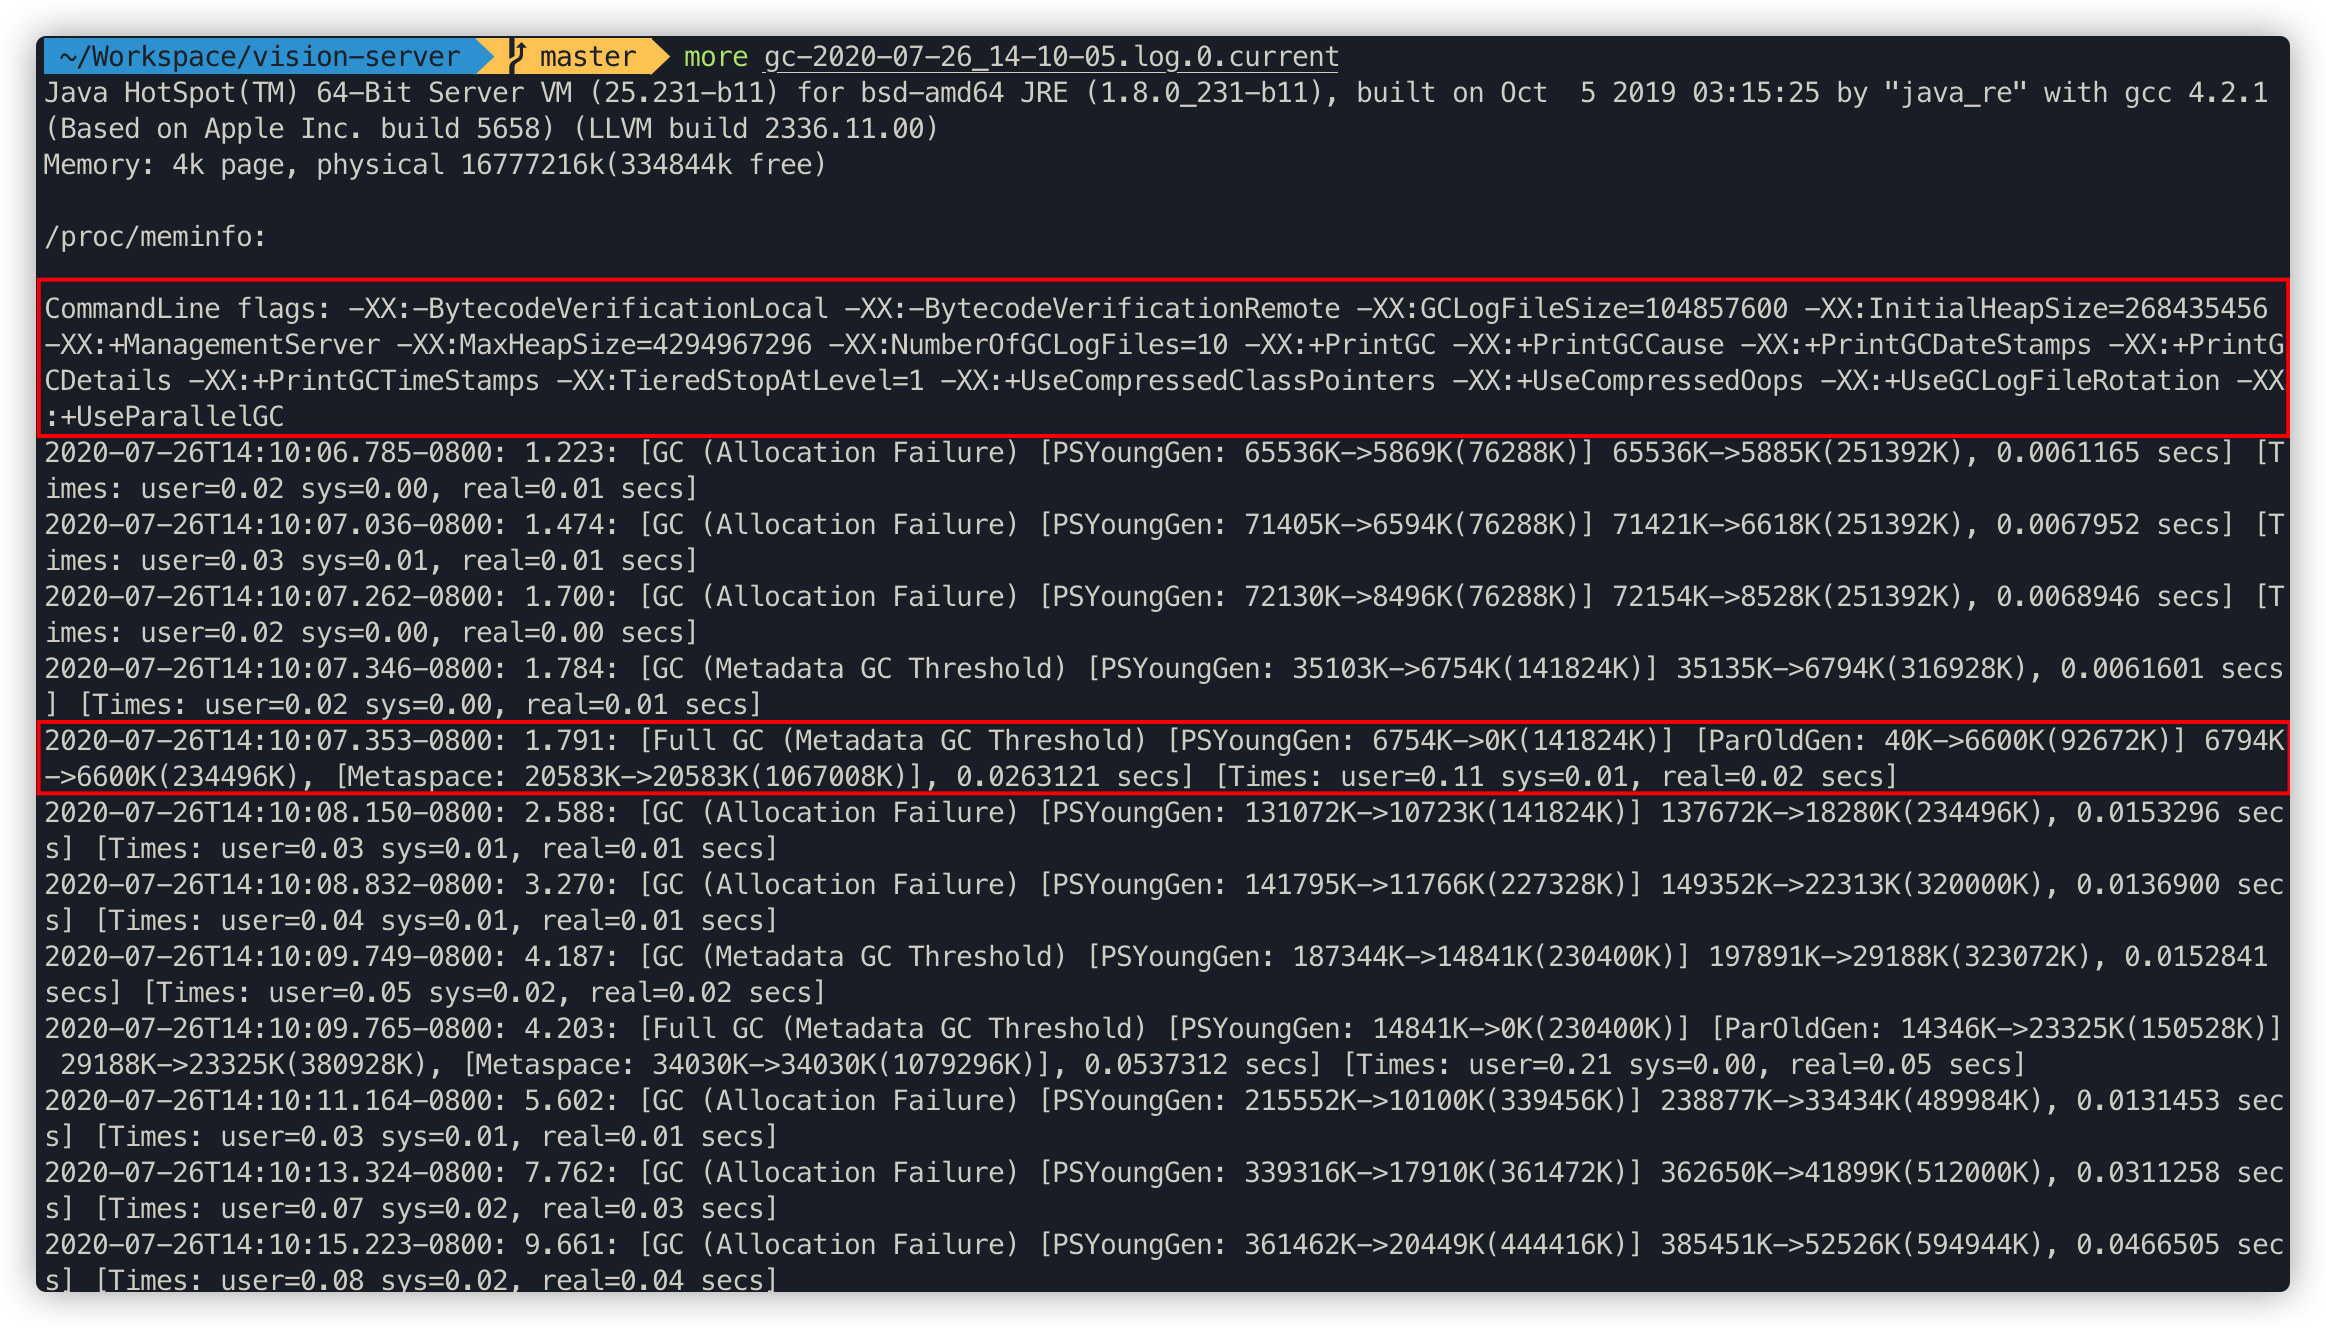 ~/Workspace/vision-server master more gc-2020-07-26_14-10-05.log.0.current
Java HotSpot(TM) 64-Bit Server VM (25.231-b11) for bsd-amd64 JRE (1.8.0_231-b11), built on Oct  5 2019 03:15:25 by "java_re" with gcc 4.2.1
(Based on Apple Inc. build 5658) (LLVM build 2336.11.00)
Memory: 4k page, physical 16777216k(334844k free)
/proc/meminfo:
CommandLine flags: -XX:-BytecodeVerificationLocal -XX:-BytecodeVerificationRemote -XX:GCLogFileSize=104857600 -XX:InitialHeapSize=268435456
-XX:+ManagementServer -XX:MaxHeapSize=4294967296 -XX:NumberOfGCLogFiles=10 -XX:+PrintGC -XX:+PrintGCCause -XX:+PrintGCDateStamps -XX:+PrintG
CDetails -XX:+PrintGCTimeStamps -XX:TieredStopAtLevel=1 -XX:+UseCompressedClassPointers -XX:+UseCompressedOops -XX:+UseGCLogFileRotation -XX
:+UseParallelGC
2020-07-26T14:10:06.785-0800: 1.223: [GC (Allocation Failure) [PSYoungGen: 65536K->5869K(76288K)] 65536K->5885K(251392K), 0.0061165 secs] [T
imes: user=0.02 sys=0.00, real=0.01 secs]
2020-07-26T14:10:07.036-0800: 1.474: [GC (Allocation Failure) [PSYoungGen: 71405K->6594K(76288K)] 71421K->6618K(251392K), 0.0067952 secs] [T
imes: user=0.03 sys=0.01, real=0.01 secs]
2020-07-26T14:10:07.262-0800: 1.700: [GC (Allocation Failure) [PSYoungGen: 72130K->8496K(76288K)] 72154K->8528K(251392K), 0.0068946 secs] [T
imes: user=0.02 sys=0.00, real=0.00 secs]
2020-07-26T14:10:07.346-0800: 1.784: [GC (Metadata GC Threshold) [PSYoungGen: 35103K->6754K(141824K)] 35135K->6794K(316928K), 0.0061601 secs
] [Times: user=0.02 sys=0.00, real=0.01 secs]
2020-07-26T14:10:07.353-0800: 1.791: [Full GC (Metadata GC Threshold) [PSYoungGen: 6754K->0K(141824K)] [ParOldGen: 40K->6600K(92672K)] 6794K
->6600K(234496K), [Metaspace: 20583K->20583K(1067008K)], 0.0263121 secs] [Times: user=0.11 sys=0.01, real=0.02 secs]
2020-07-26T14:10:08.150-0800: 2.588: [GC (Allocation Failure) [PSYoungGen: 131072K->10723K(141824K)] 137672K->18280K(234496K), 0.0153296 sec
s] [Times: user=0.03 sys=0.01, real=0.01 secs]
2020-07-26T14:10:08.832-0800: 3.270: [GC (Allocation Failure) [PSYoungGen: 141795K->11766K(227328K)] 149352K->22313K(320000K), 0.0136900 sec
s] [Times: user=0.04 sys=0.01, real=0.01 secs]
2020-07-26T14:10:09.749-0800: 4.187: [GC (Metadata GC Threshold) [PSYoungGen: 187344K->14841K(230400K)] 197891K->29188K(323072K), 0.0152841
secs] [Times: user=0.05 sys=0.02, real=0.02 secs]
2020-07-26T14:10:09.765-0800: 4.203: [Full GC (Metadata GC Threshold) [PSYoungGen: 14841K->0K(230400K)] [ParOldGen: 14346K->23325K(150528K)]
29188K->23325K(380928K), [Metaspace: 34030K->34030K(1079296K)], 0.0537312 secs] [Times: user=0.21 sys=0.00, real=0.05 secs]
2020-07-26T14:10:11.164-0800: 5.602: [GC (Allocation Failure) [PSYoungGen: 215552K->10100K(339456K)] 238877K->33434K(489984K), 0.0131453 sec
s] [Times: user=0.03 sys=0.01, real=0.01 secs]
2020-07-26T14:10:13.324-0800: 7.762: [GC (Allocation Failure) [PSYoungGen: 339316K->17910K(361472K)] 362650K->41899K(512000K), 0.0311258 sec
s] [Times: user=0.07 sys=0.02, real=0.03 secs]
2020-07-26T14:10:15.223-0800: 9.661: [GC (Allocation Failure) [PSYoungGen: 361462K->20449K(444416K)] 385451K->52526K(594944K), 0.0466505 sec
s] [Times: user=0.08 sys=0.02, real=0.04 secs]